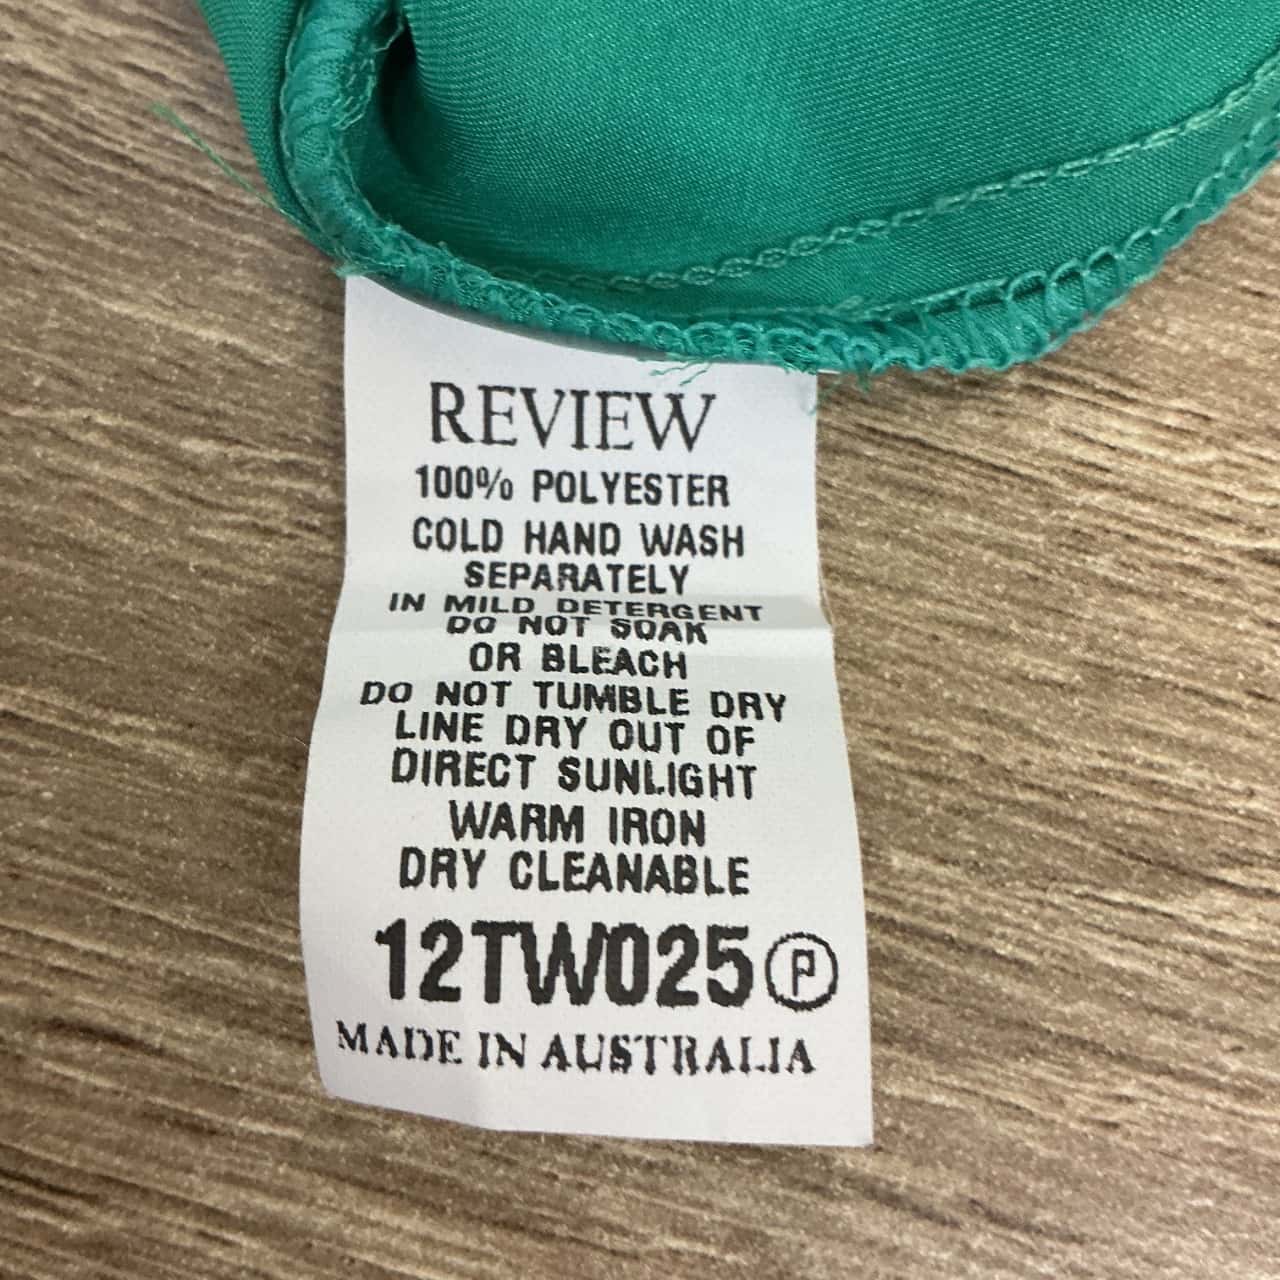 REVIEW
100% POLYESTER
COLD HAND WASH
SEPARATELY
IN MILD DETERGENT
DO NOT SOAK
OR BLEACH
DO NOT TUMBLE DRY
LINE DRY OUT OF
DIRECT SUNLIGHT
WARM IRON
DRY CLEANABLE
12TW025 Ⓟ
MADE IN AUSTRALIA